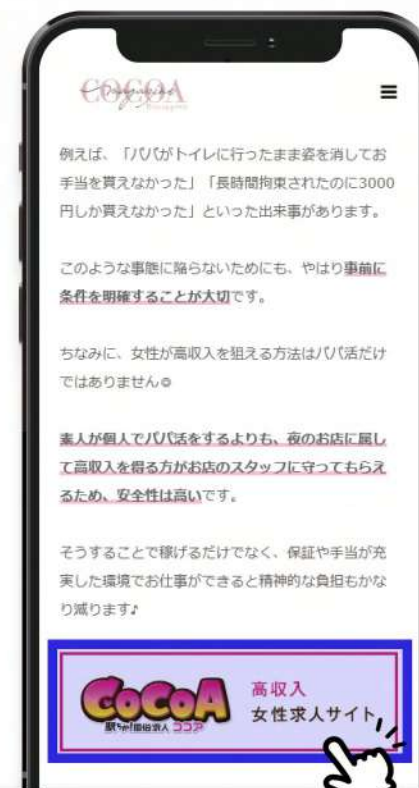 COCOA
Magazine
例えば、「パパがトイレに行ったまま姿を消してお
手当を貰えなかった」「長時間拘束されたのに3000
円しか貰えなかった」といった出来事があります。
このような事態に陥らないためにも、やはり事前に
条件を明確することが大切です。
ちなみに、女性が高収入を狙える方法はパパ活だけ
ではありません◎
素人が個人でパパ活をするよりも、夜のお店に属し
て高収入を得る方がお店のスタッフに守ってもらえ
るため、安全性は高いです。
そうすることで稼げるだけでなく、保証や手当が充
実した環境でお仕事ができると精神的な負担もかな
り減ります♪
CoCoA
駅ちか!風俗求人 ココア
高収入
女性求人サイト